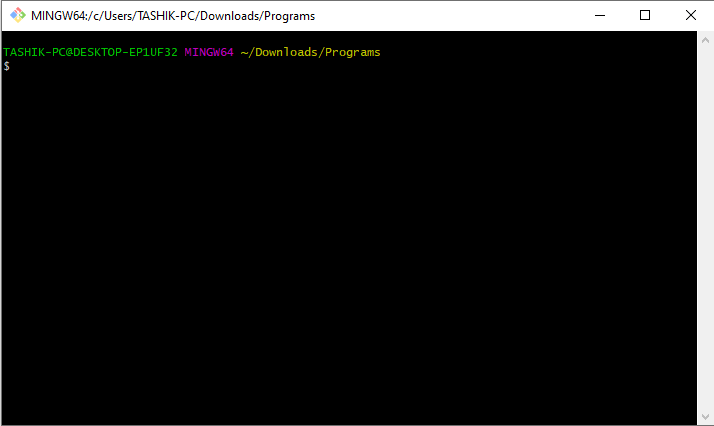 MINGW64:/c/Users/TASHIK-PC/Downloads/Programs
TASHIK-PC@DESKTOP-EP1UF32 MINGW64 ~/Downloads/Programs
$